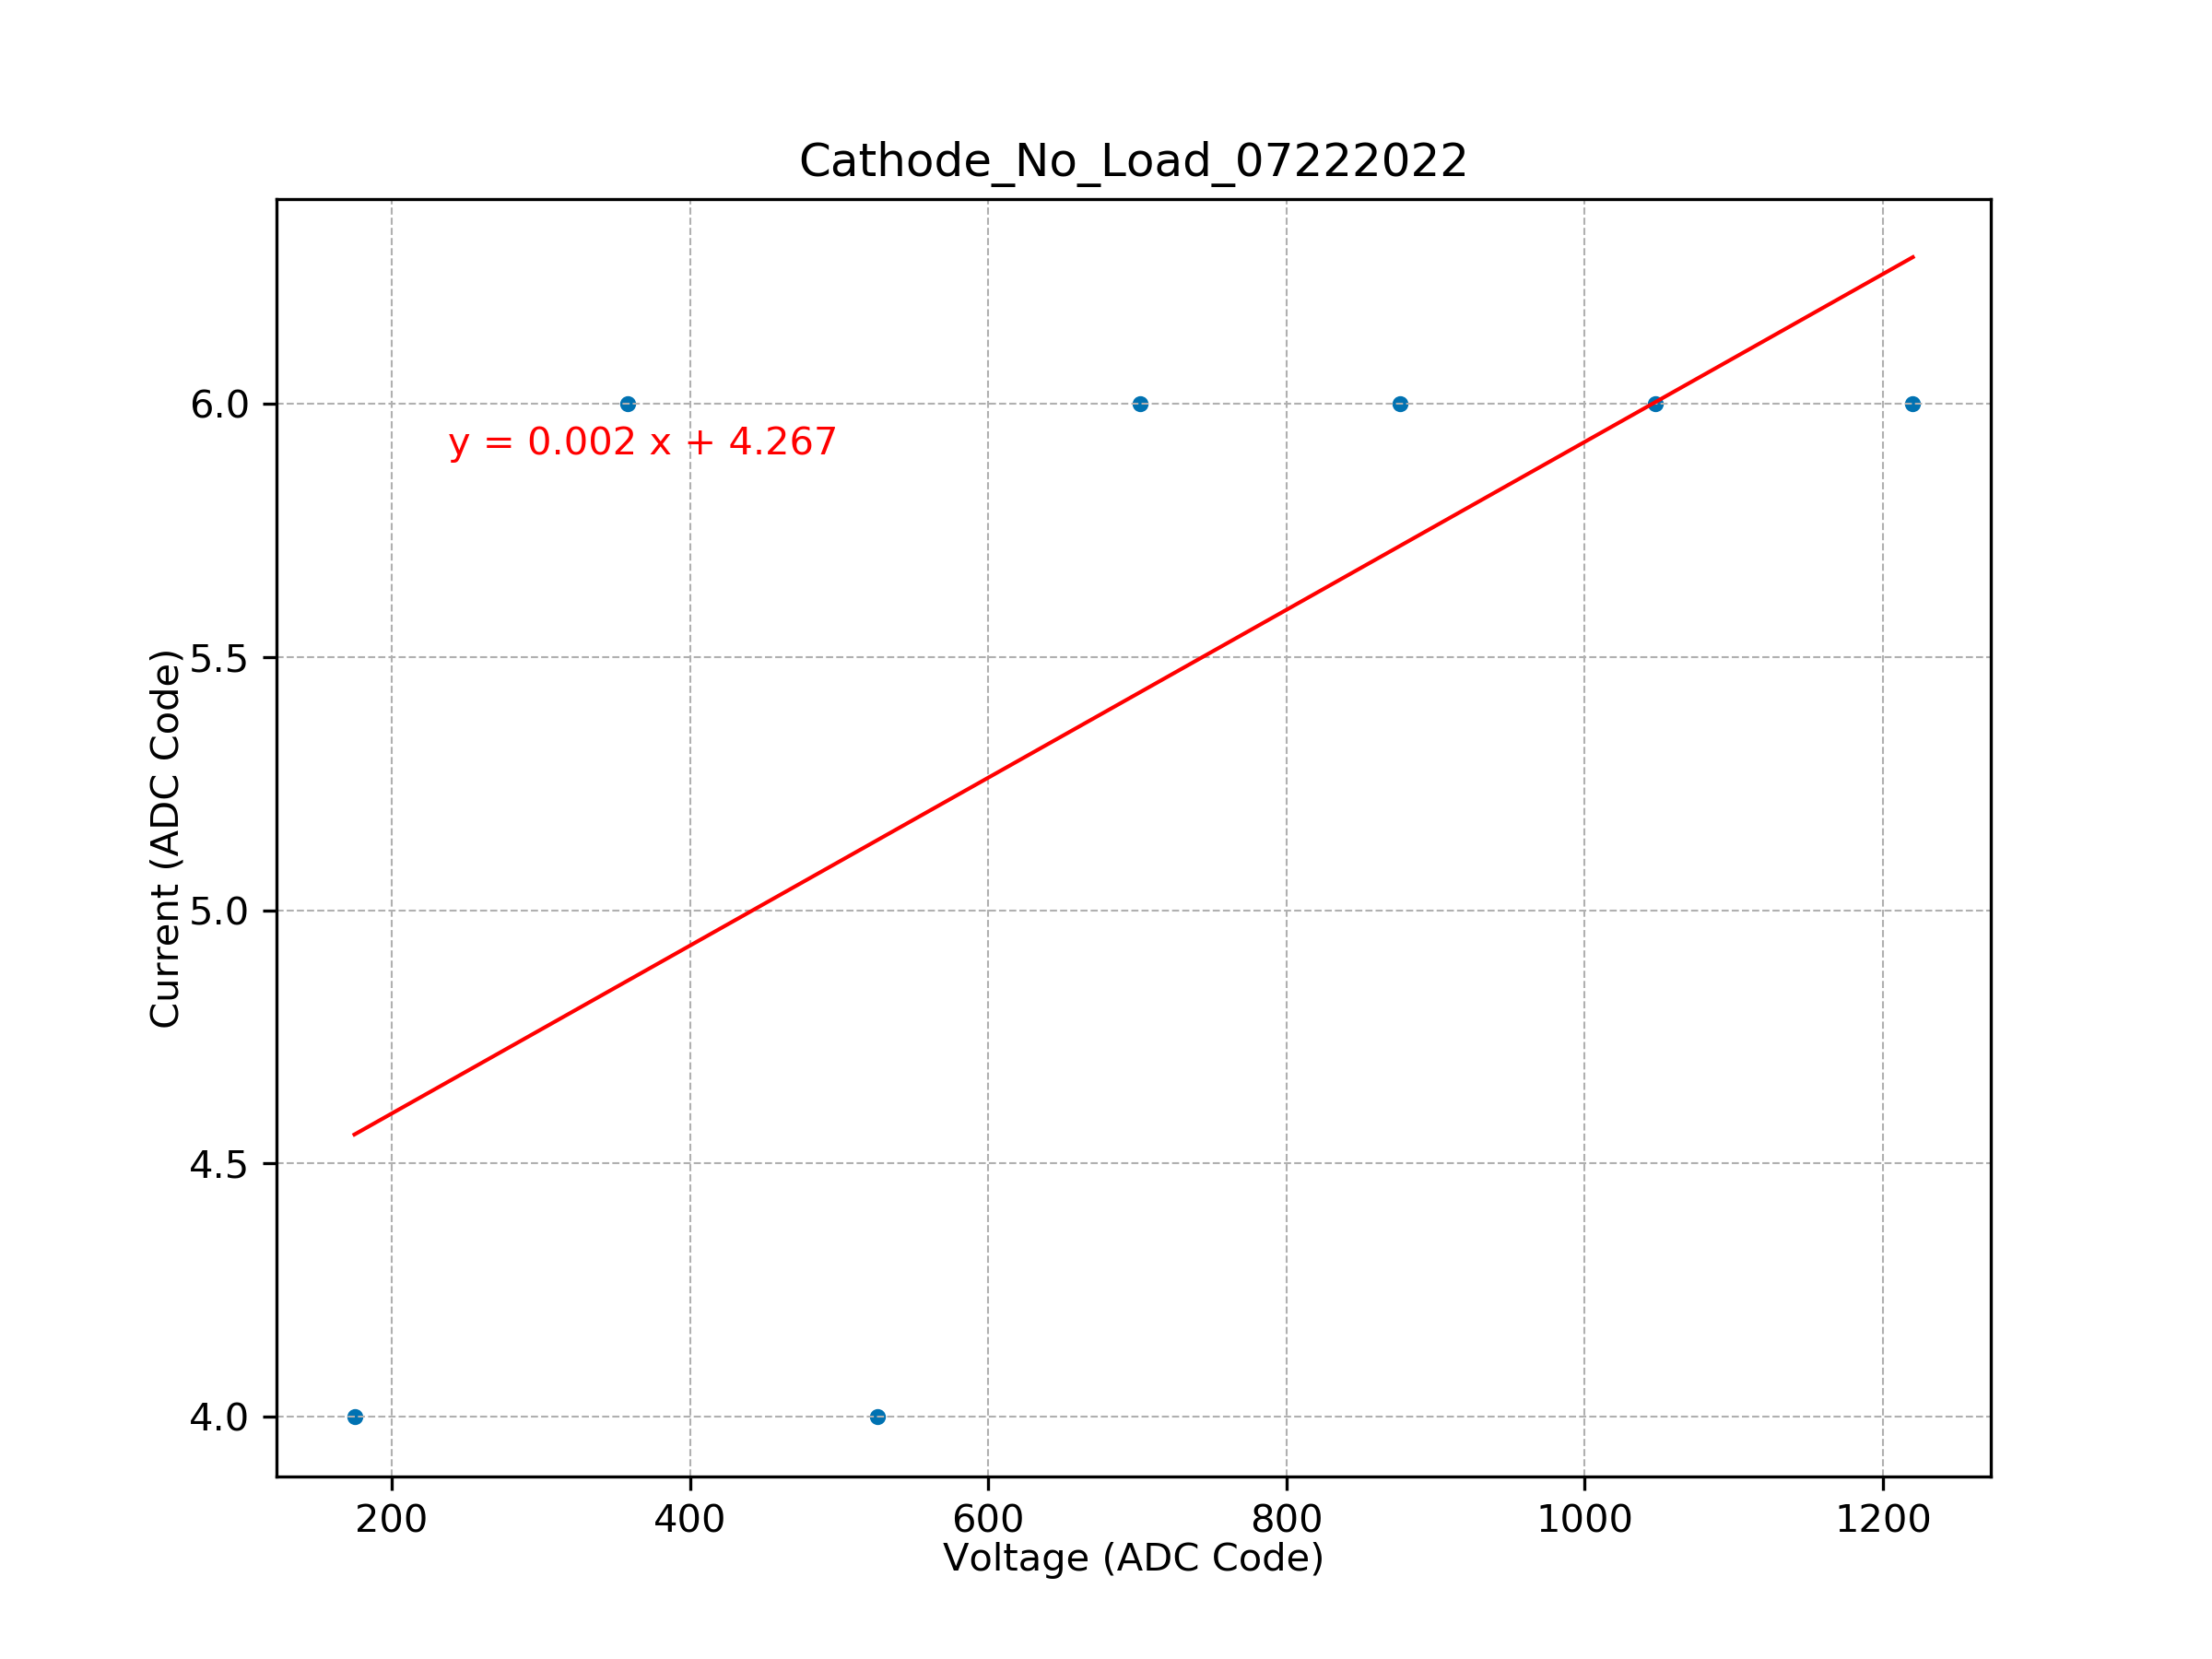 Cathode_No_Load_07222022
y = 0.002 x + 4.267
Current (ADC Code)
6.0
5.5
5.0
4.5
4.0
200 400 600 800 1000 1200
Voltage (ADC Code)